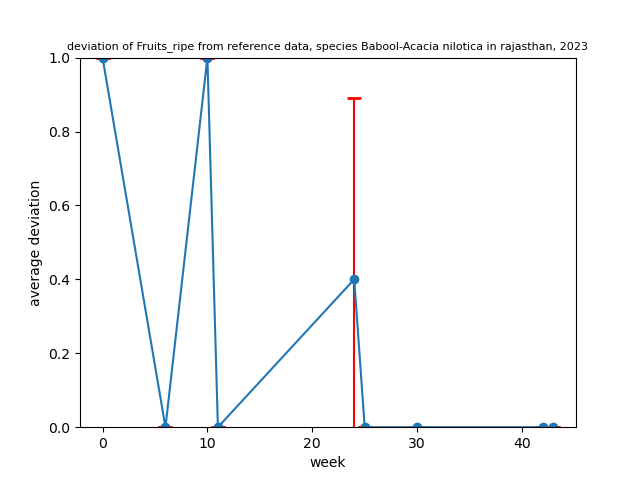 deviation of Fruits_ripe from reference data, species Babool-Acacia nilotica in rajasthan, 2023
1.0
0.8
0.6
0.4
0.2
0.0
average deviation
0 10 20 30 40
week